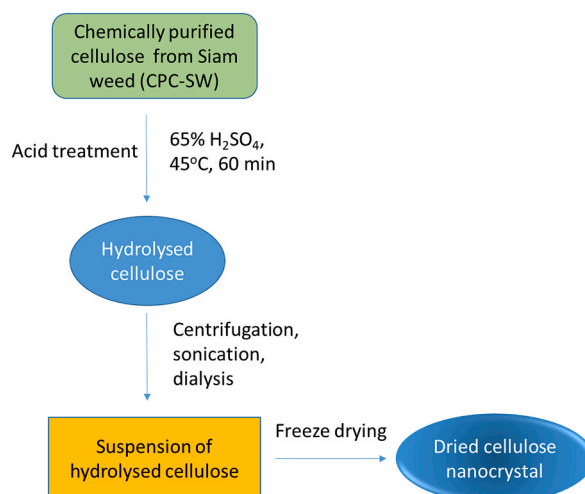 Chemically purified
cellulose from Siam
weed (CPC-SW)
Acid treatment
65% H₂SO₄,
45°C, 60 min
Hydrolysed
cellulose
Centrifugation,
sonication,
dialysis
Suspension of
hydrolysed cellulose
Freeze drying
Dried cellulose
nanocrystal